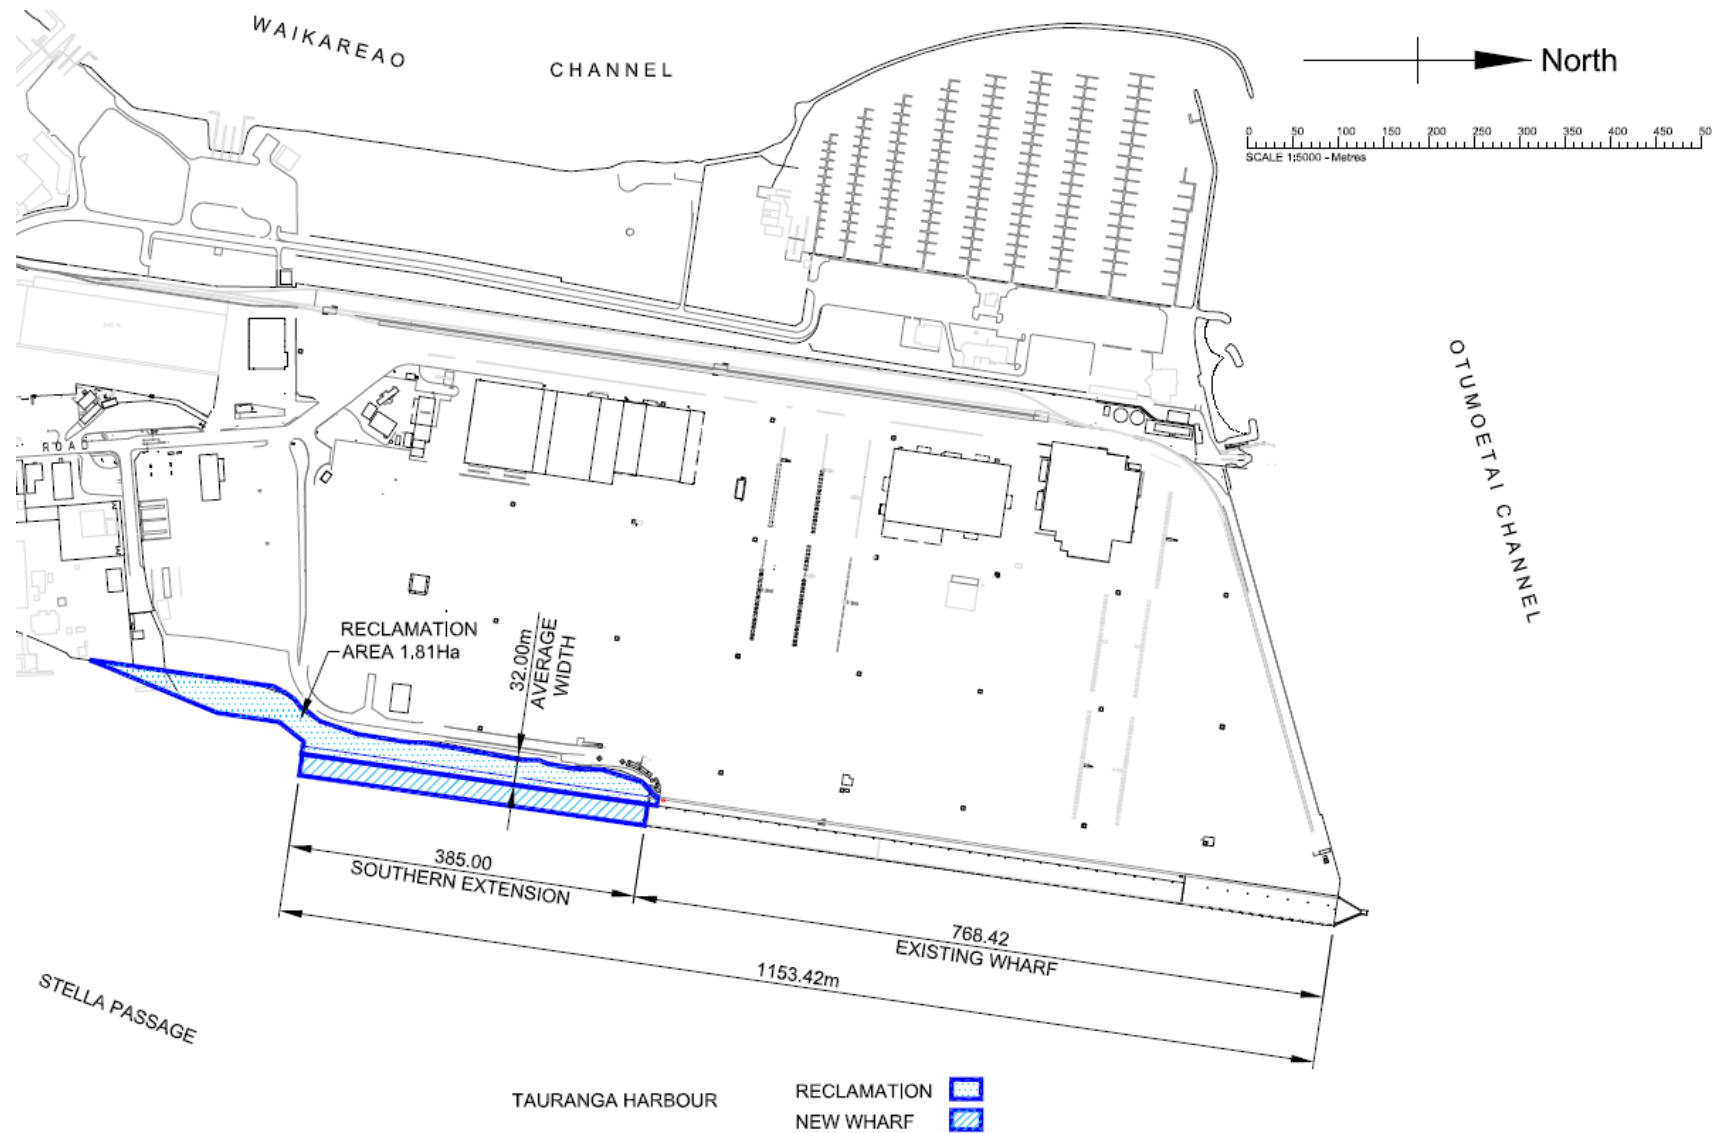 WAIKAREAO
CHANNEL
North
0 50 100 150 200 250 300 350 400 450 50
SCALE 1:5000 - Metres
OTUMOETAI CHANNEL
ROAD
RECLAMATION
AREA 1.81Ha
32.00m
AVERAGE
WIDTH
385.00
SOUTHERN EXTENSION
768.42
EXISTING WHARF
1153.42m
STELLA PASSAGE
TAURANGA HARBOUR
RECLAMATION
NEW WHARF